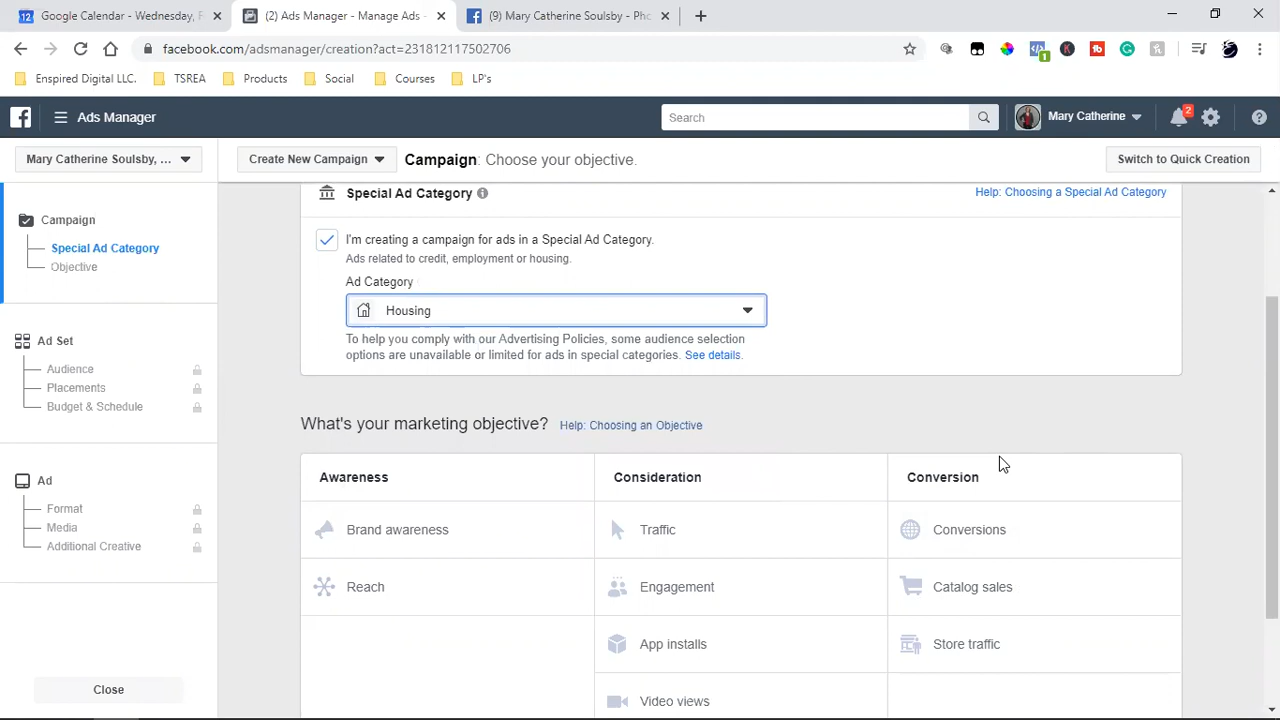 12 Google Calendar - Wednesday, F
(2) Ads Manager - Manage Ads -
(9) Mary Catherine Soulsby - Pho
facebook.com/adsmanager/creation?act=231812117502706
1
Enspired Digital LLC.
TSREA
Products
Social
Courses
LP's
Ads Manager
Search
Mary Catherine
2
Mary Catherine Soulsby, ...
Create New Campaign
Campaign: Choose your objective.
Switch to Quick Creation
Campaign
Special Ad Category
Objective
Ad Set
Audience
Placements
Budget & Schedule
Ad
Format
Media
Additional Creative
Close
Special Ad Category
Help: Choosing a Special Ad Category
I'm creating a campaign for ads in a Special Ad Category.
Ads related to credit, employment or housing.
Ad Category
Housing
To help you comply with our Advertising Policies, some audience selection
options are unavailable or limited for ads in special categories. See details.
What's your marketing objective? Help: Choosing an Objective
Awareness
Consideration
Conversion
Brand awareness
Traffic
Conversions
Reach
Engagement
Catalog sales
App installs
Store traffic
Video views